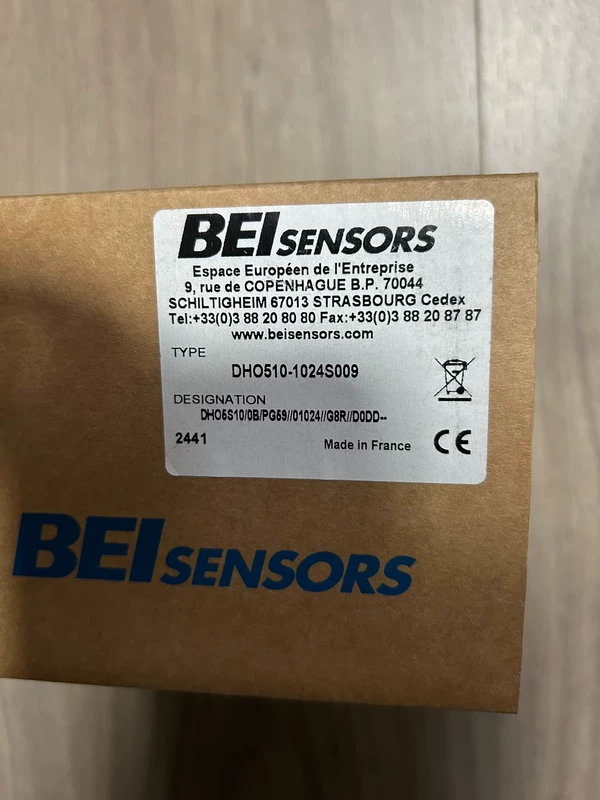 BEI SENSORS
Espace Européen de l'Entreprise
9, rue de COPENHAGUE B.P. 70044
SCHILTIGHEIM 67013 STRASBOURG Cedex
Tel:+33(0)3 88 20 80 80 Fax:+33(0)3 88 20 87 87
www.beisensors.com
TYPE
DHO510-1024S009
DESIGNATION
DHO5S10/0B/PG59//01024//G8R//D0DD--
2441
Made in France
CE
BEI SENSORS